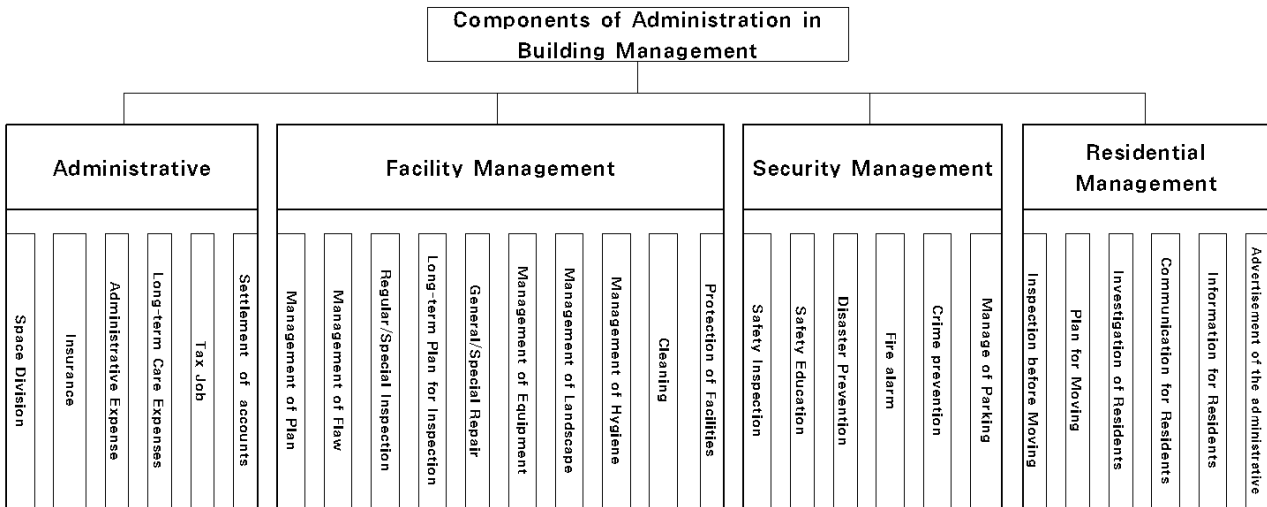 Components of Administration in
Building Management
Administrative
Facility Management
Security Management
Residential
Management
Space Division
Insurance
Administrative Expense
Long-term Care Expenses
Tax Job
Settlement of accounts
Management of Plan
Management of Flaw
Regular/Special Inspection
Long-term Plan for Inspection
General/Special Repair
Management of Equipment
Management of Landscape
Management of Hygiene
Cleaning
Protection of Facilities
Safety Inspection
Safety Education
Disaster Prevention
Fire alarm
Crime prevention
Manage of Parking
Inspection before Moving
Plan for Moving
Investigation of Residents
Communication for Residents
Information for Residents
Advertisement of the administrative